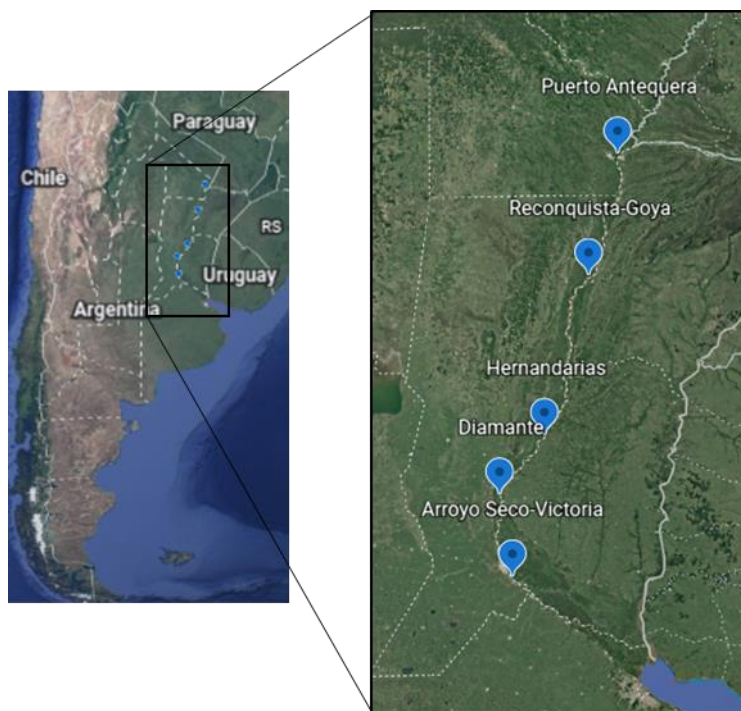 Paraguay
Chile
RS
Uruguay
Argentina
Puerto Antequera
Reconquista-Goya
Hernandarias
Diamante
Arroyo Seco-Victoria